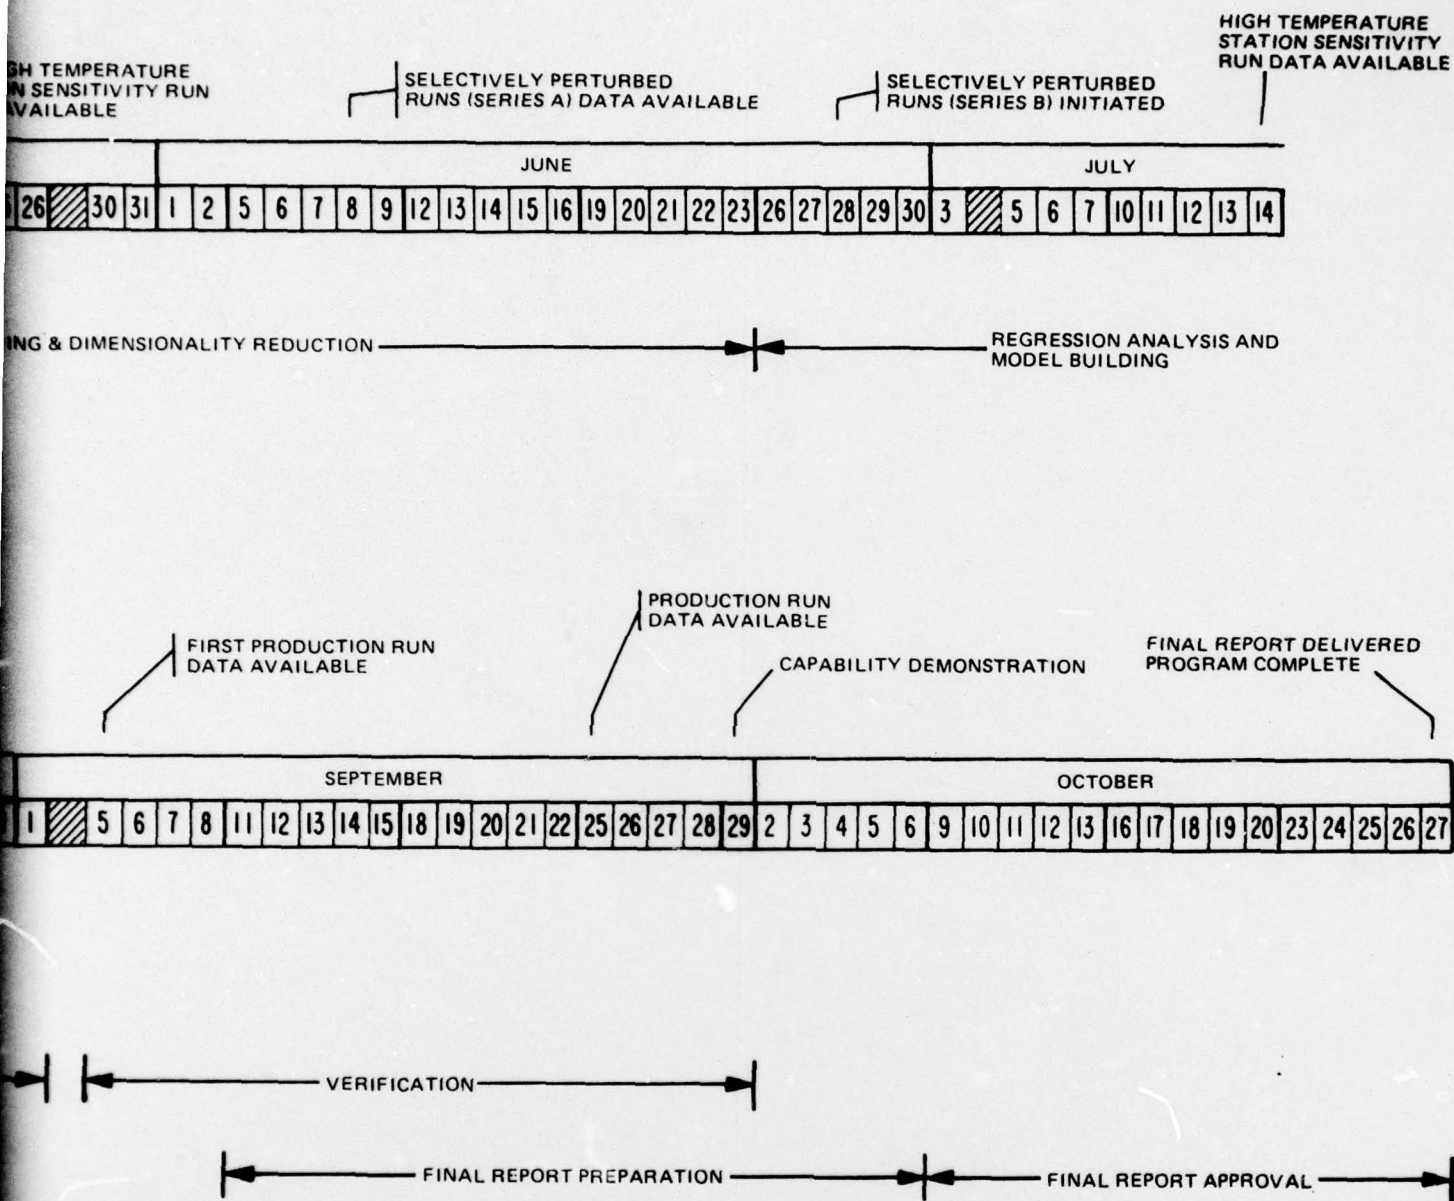 HIGH TEMPERATURE
STATION SENSITIVITY
RUN DATA AVAILABLE
TEMPERATURE
SENSITIVITY RUN
SELECTIVELY PERTURBED
RUNS (SERIES A) DATA AVAILABLE
SELECTIVELY PERTURBED
RUNS (SERIES B) INITIATED
JUNE
JULY
26 30 31 1 2 5 6 7 8 9 12 13 14 15 16 19 20 21 22 23 26 27 28 29 30 3 5 6 7 10 11 12 13 14
& DIMENSIONALITY REDUCTION
REGRESSION ANALYSIS AND
MODEL BUILDING
PRODUCTION RUN
DATA AVAILABLE
FIRST PRODUCTION RUN
DATA AVAILABLE
CAPABILITY DEMONSTRATION
FINAL REPORT DELIVERED
PROGRAM COMPLETE
SEPTEMBER
OCTOBER
1 5 6 7 8 11 12 13 14 15 18 19 20 21 22 25 26 27 28 29 2 3 4 5 6 9 10 11 12 13 16 17 18 19 20 23 24 25 26 27
VERIFICATION
FINAL REPORT PREPARATION
FINAL REPORT APPROVAL